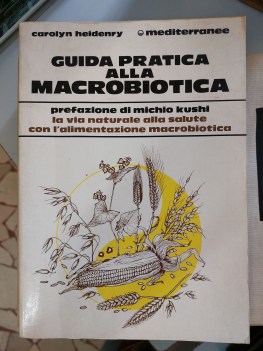 carolyn heidenry mediterranee
GUIDA PRATICA
ALLA
MACROBIOTICA
prefazione di michio kushi
la via naturale alla salute
con l'alimentazione macrobiotica